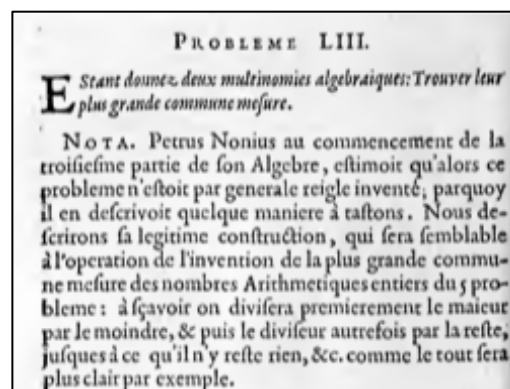 PROBLEME LIII.
EStant donnez deux multinomies algebraiques: Trouver leur
plus grande commune meſure.
NOTA. Petrus Nonius au commencement de la
troiſieſme partie de ſon Algebre, eſtimoit qu'alors ce
probleme n'eſtoit par generale reigle inventé, parquoy
il en deſcrivoit quelque maniere à taſtons. Nous de-
ſcrirons ſa legitime conſtruction, qui ſera ſemblable
à l'operation de l'invention de la plus grande commu-
ne meſure des nombres Arithmetiques entiers du 5 pro-
bleme: à ſçavoir on diviſera premierement le maieur
par le moindre, & puis le diviſeur autrefois par la reſte,
juſques à ce qu'il n'y reſte rien, &c. comme le tout ſera
plus clair par exemple.